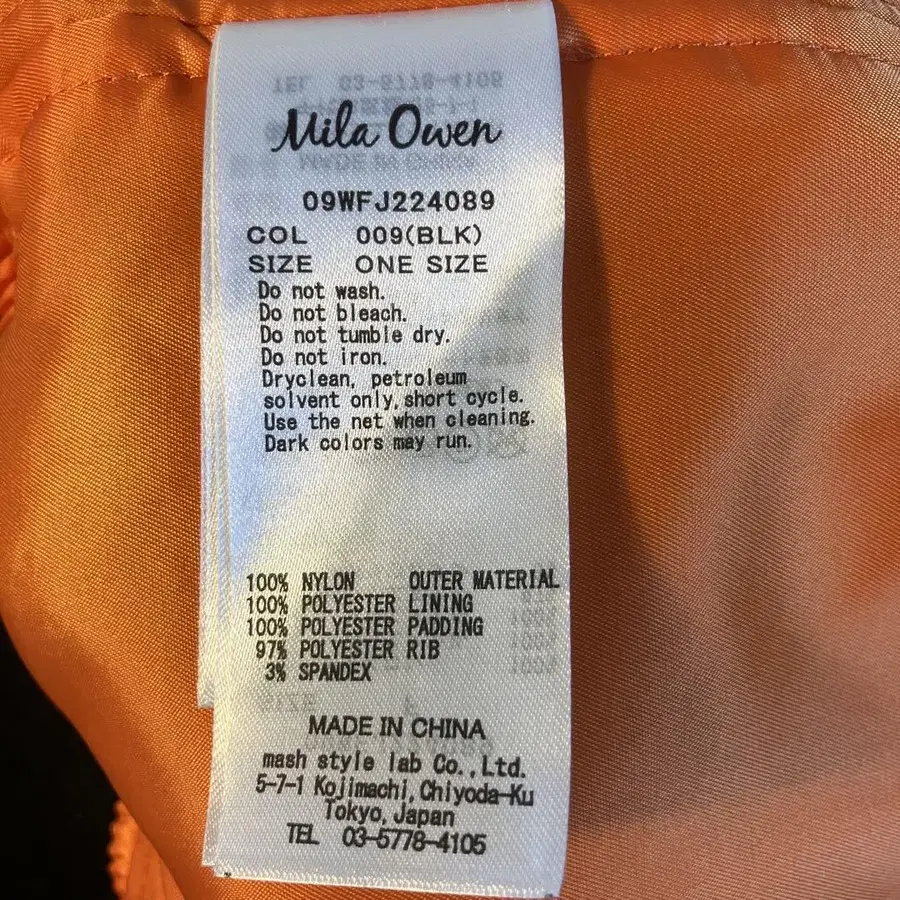 Mila Owen
09WFJ224089
COL 009(BLK)
SIZE ONE SIZE
Do not wash.
Do not bleach.
Do not tumble dry.
Do not iron.
Dryclean, petroleum
solvent only,short cycle.
Use the net when cleaning.
Dark colors may run.
100% NYLON OUTER MATERIAL
100% POLYESTER LINING
100% POLYESTER PADDING
97% POLYESTER RIB
3% SPANDEX
MADE IN CHINA
mash style lab Co.,Ltd.
5-7-1 Kojimachi,Chiyoda-Ku
Tokyo,Japan
TEL 03-5778-4105